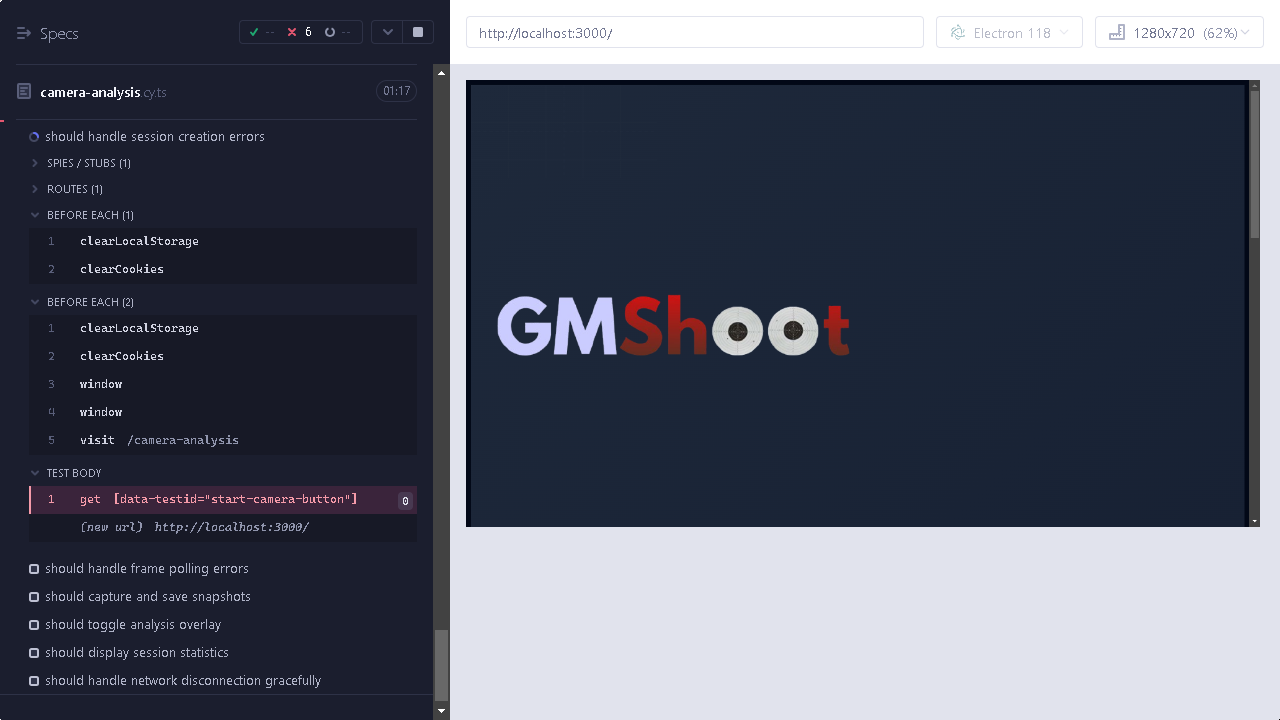 Specs
-- 6 --
camera-analysis.cy.ts
01:17
should handle session creation errors
SPIES / STUBS (1)
ROUTES (1)
BEFORE EACH (1)
1 clearLocalStorage
2 clearCookies
BEFORE EACH (2)
1 clearLocalStorage
2 clearCookies
3 window
4 window
5 visit /camera-analysis
TEST BODY
1 get [data-testid="start-camera-button"] 0
(new url) http://localhost:3000/
should handle frame polling errors
should capture and save snapshots
should toggle analysis overlay
should display session statistics
should handle network disconnection gracefully
http://localhost:3000/
Electron 118
1280x720 (62%)
GMShoot